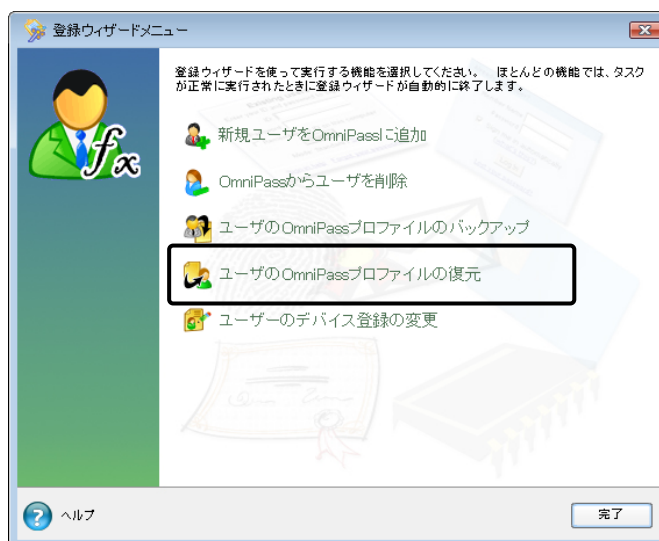 登録ウィザードメニュー
登録ウィザードを使って実行する機能を選択してください。　ほとんどの機能では、タスク
が正常に実行されたときに登録ウィザードが自動的に終了します。
新規ユーザをOmniPassに追加
OmniPassからユーザを削除
ユーザのOmniPassプロファイルのバックアップ
ユーザのOmniPassプロファイルの復元
ユーザーのデバイス登録の変更
ヘルプ
完了